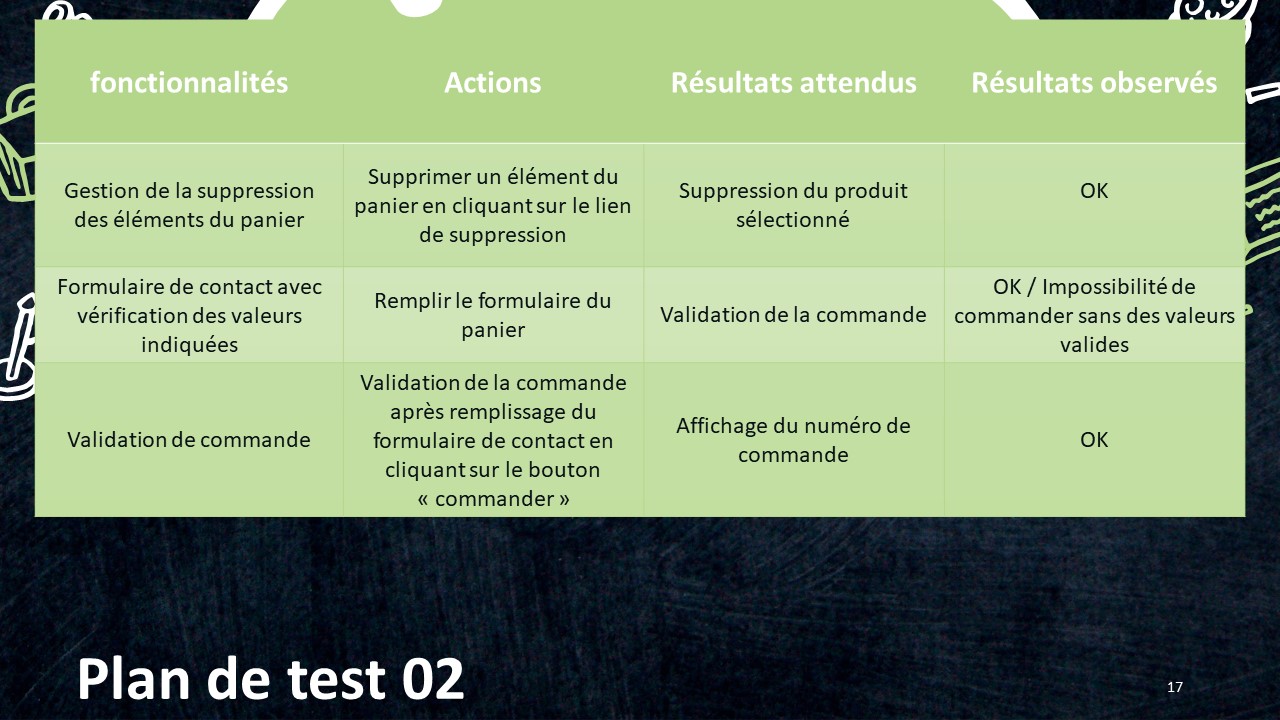 fonctionnalités
Actions
Résultats attendus
Résultats observés
Gestion de la suppression
des éléments du panier
Supprimer un élément du
panier en cliquant sur le lien
de suppression
Suppression du produit
sélectionné
OK
Formulaire de contact avec
vérification des valeurs
indiquées
Remplir le formulaire du
panier
Validation de la commande
OK / Impossibilité de
commander sans des valeurs
valides
Validation de commande
Validation de la commande
après remplissage du
formulaire de contact en
cliquant sur le bouton
« commander »
Affichage du numéro de
commande
OK
Plan de test 02
17